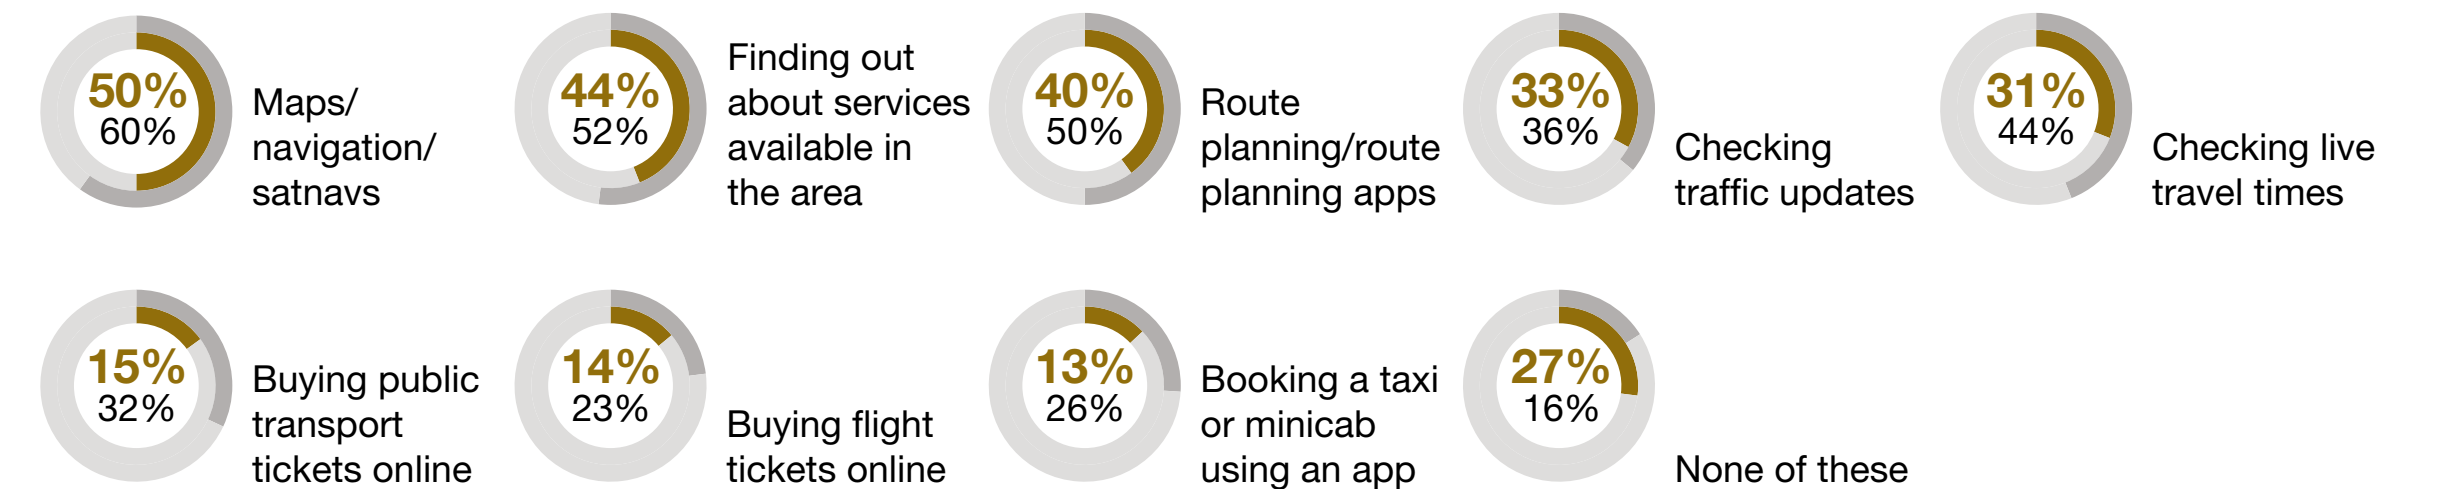 50%
60%
Maps/
navigation/
satnavs
44%
52%
Finding out
about services
available in
the area
40%
50%
Route
planning/route
planning apps
33%
36%
Checking
traffic updates
31%
44%
Checking live
travel times
15%
32%
Buying public
transport
tickets online
14%
23%
Buying flight
tickets online
13%
26%
Booking a taxi
or minicab
using an app
27%
16%
None of these